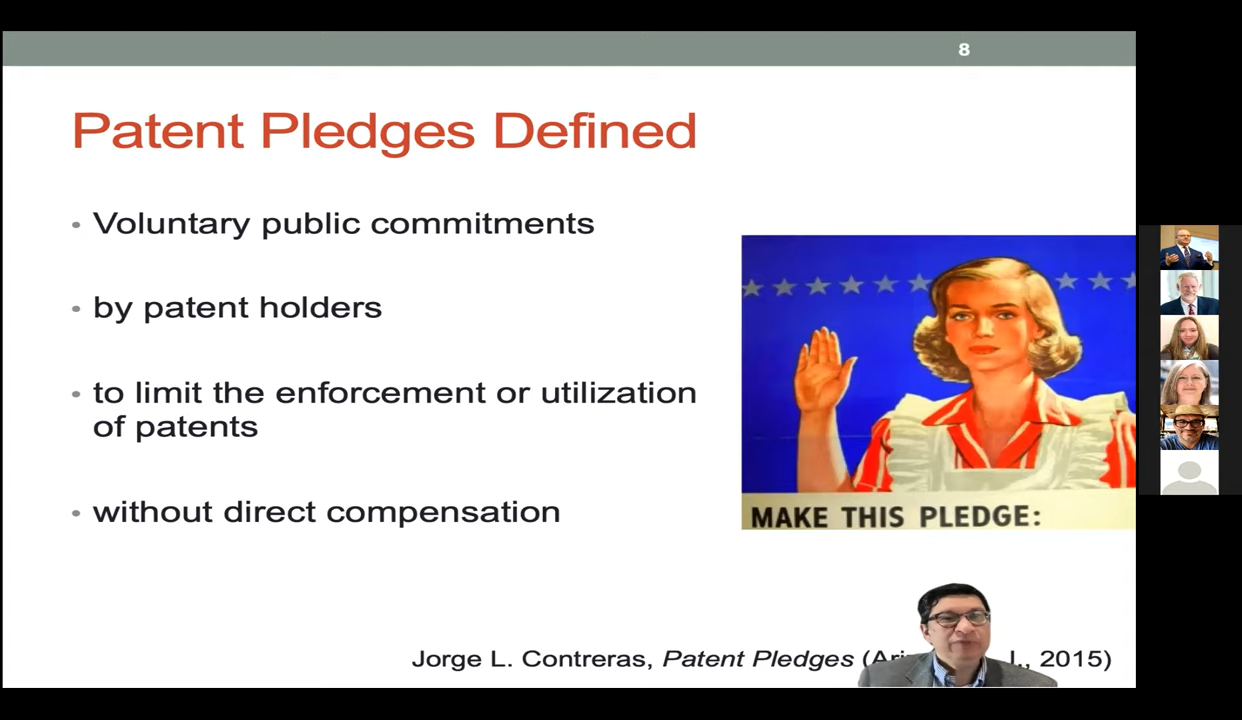 8
Patent Pledges Defined
• Voluntary public commitments
• by patent holders
• to limit the enforcement or utilization
of patents
• without direct compensation
MAKE THIS PLEDGE:
Jorge L. Contreras, Patent Pledges (Ari , 2015)